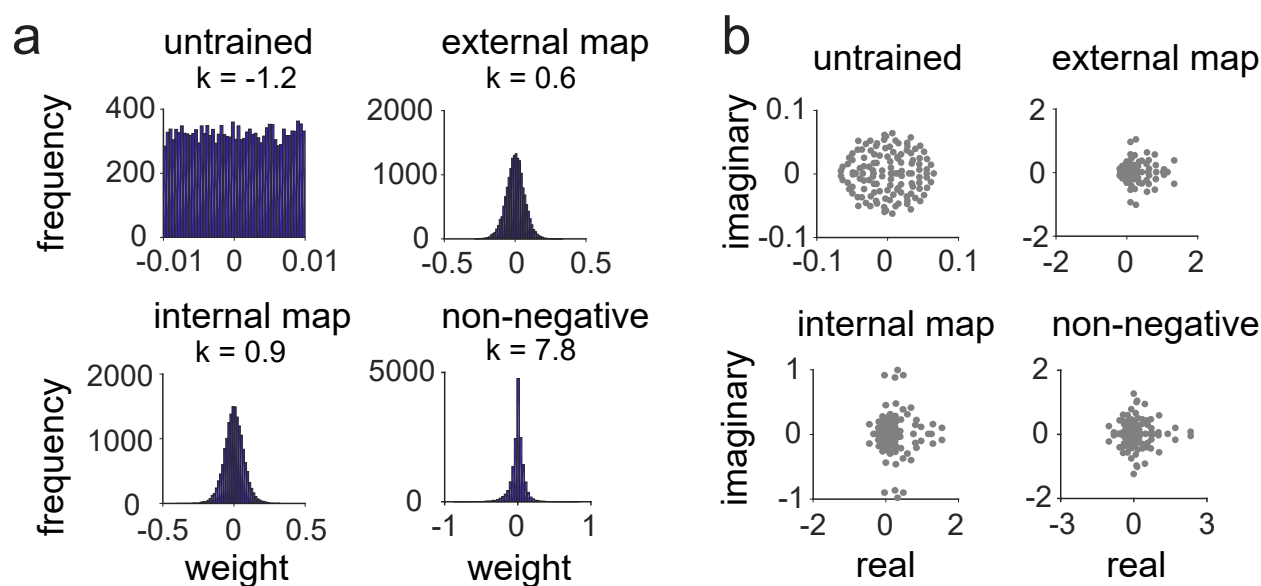 a
untrained
k = -1.2
frequency
400
200
0
-0.01 0 0.01
external map
k = 0.6
2000
1000
0
-0.5 0 0.5
internal map
k = 0.9
frequency
2000
1000
0
-0.5 0 0.5
weight
non-negative
k = 7.8
5000
0
-1 0 1
weight
b
untrained
imaginary
0.1
0
-0.1
-0.1 0 0.1
external map
2
0
-2
-2 0 2
internal map
imaginary
1
0
-1
-2 0 2
real
non-negative
2
0
-2
-3 0 3
real